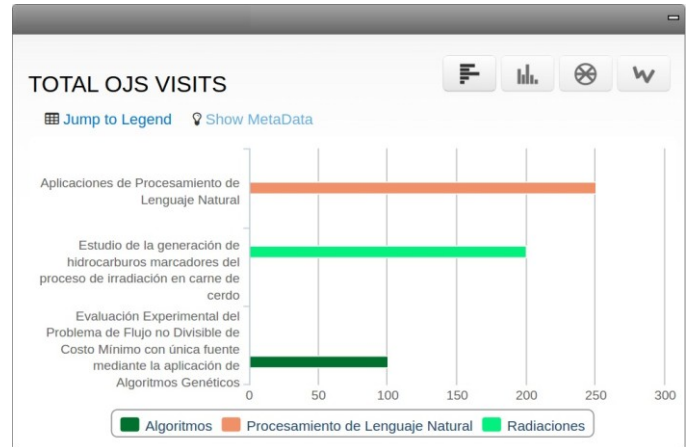 TOTAL OJS VISITS
Jump to Legend Show MetaData
Aplicaciones de Procesamiento de
Lenguaje Natural
Estudio de la generación de
hidrocarburos marcadores del
proceso de irradiación en carne de
cerdo
Evaluación Experimental del
Problema de Flujo no Divisible de
Costo Mínimo con única fuente
mediante la aplicación de
Algoritmos Genéticos
0 50 100 150 200 250 300
Algoritmos Procesamiento de Lenguaje Natural Radiaciones